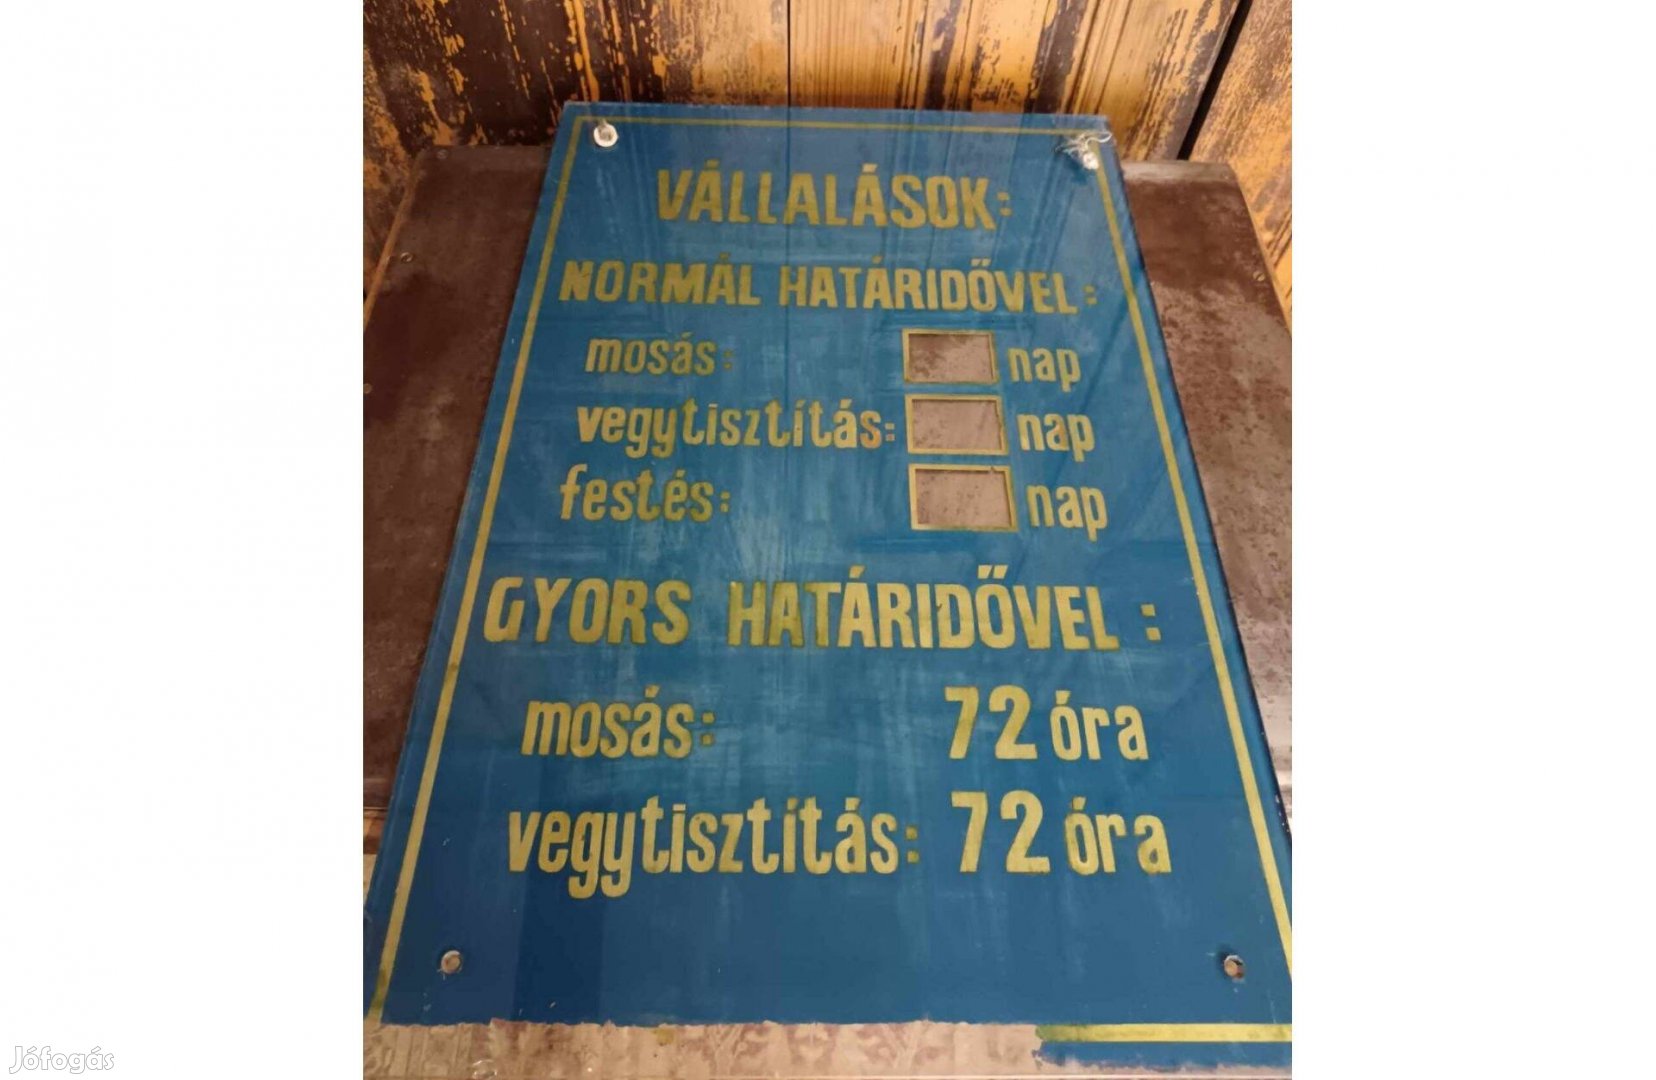 VÁLLALÁSOK:
NORMÁL HATÁRIDŐVEL:
mosás: nap
vegytisztítás: nap
festés: nap
GYORS HATÁRIDŐVEL :
mosás: 72 óra
vegytisztítás: 72 óra
Jófogás